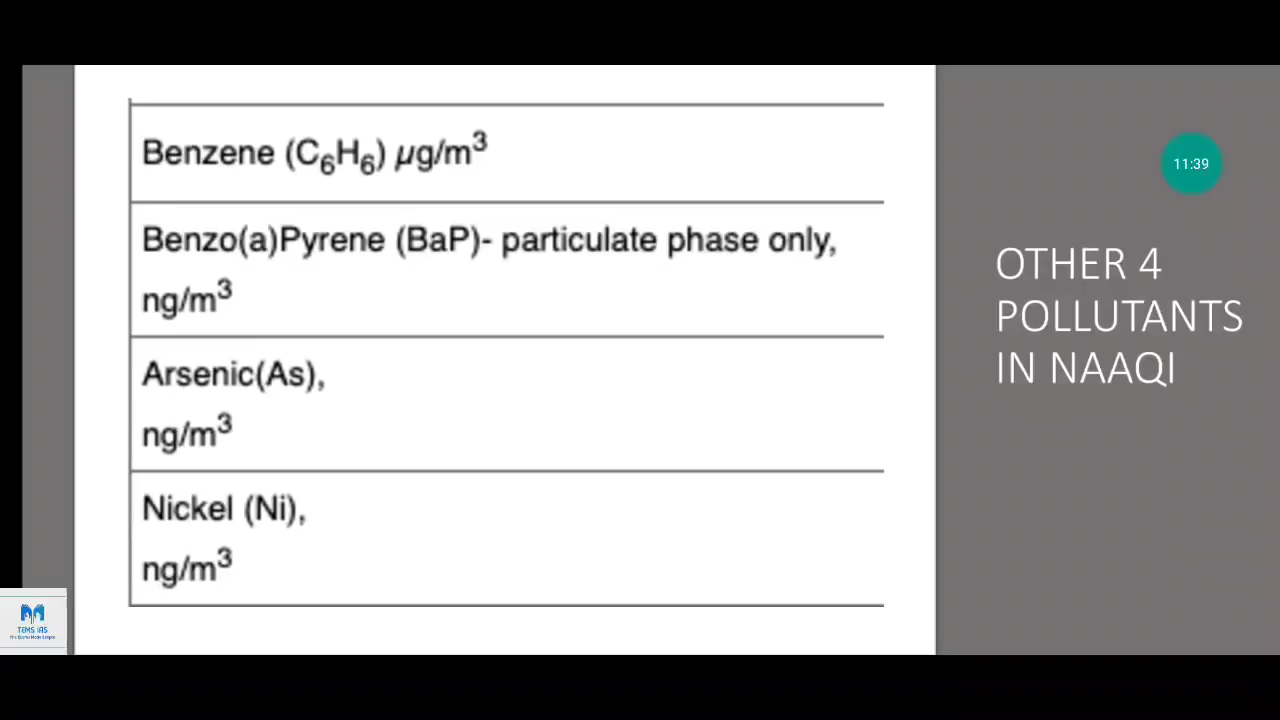 Benzene (C₆H₆) µg/m³
Benzo(a)Pyrene (BaP)- particulate phase only,
ng/m³
Arsenic(As),
ng/m³
Nickel (Ni),
ng/m³
11:39
OTHER 4
POLLUTANTS
IN NAAQI
TEMS IAS